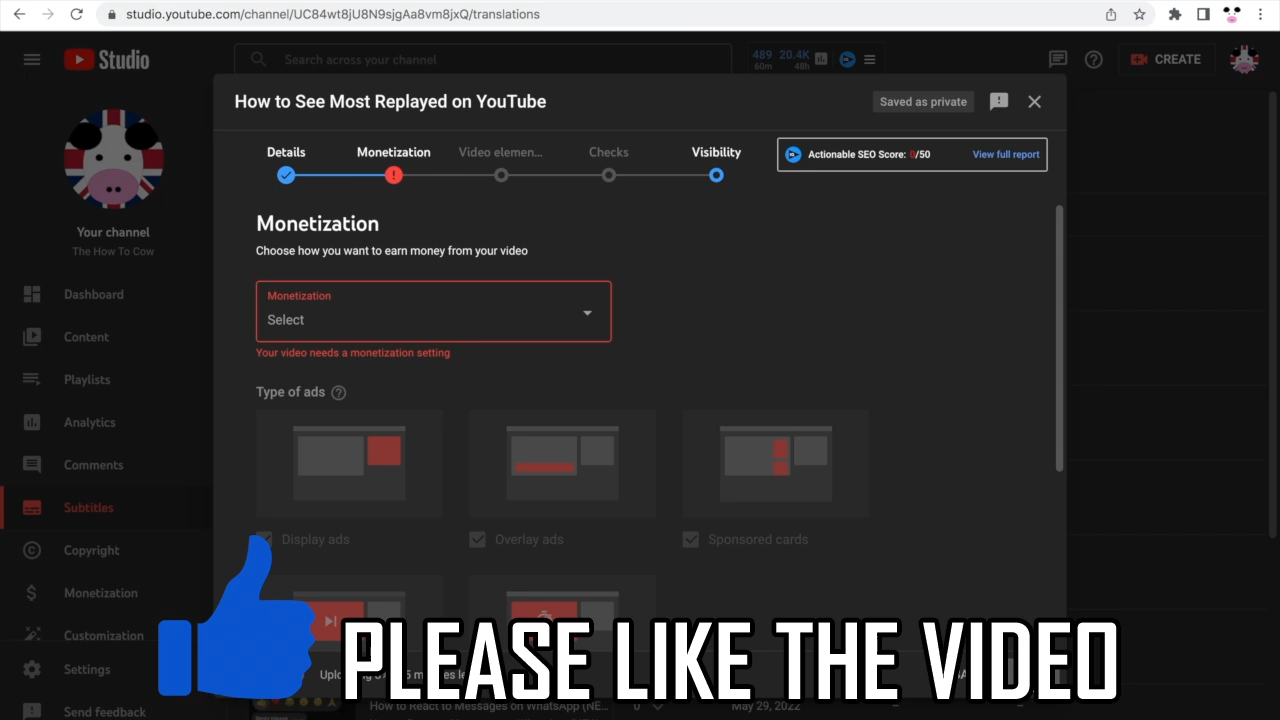 studio.youtube.com/channel/UC84wt8jU8N9sjgAa8vm8jxQ/translations
Studio
Search across your channel
489 20.4K
60m 48h
CREATE
How to See Most Replayed on YouTube
Saved as private
Details
Monetization
Video elemen...
Checks
Visibility
Actionable SEO Score: 0/50
View full report
Your channel
The How To Cow
Dashboard
Content
Playlists
Analytics
Comments
Subtitles
Copyright
Monetization
Customization
Settings
Send feedback
Monetization
Choose how you want to earn money from your video
Monetization
Select
Your video needs a monetization setting
Type of ads
Display ads
Overlay ads
Sponsored cards
PLEASE LIKE THE VIDEO
How to React to Messages on WhatsApp (NE...
0
May 29, 2022